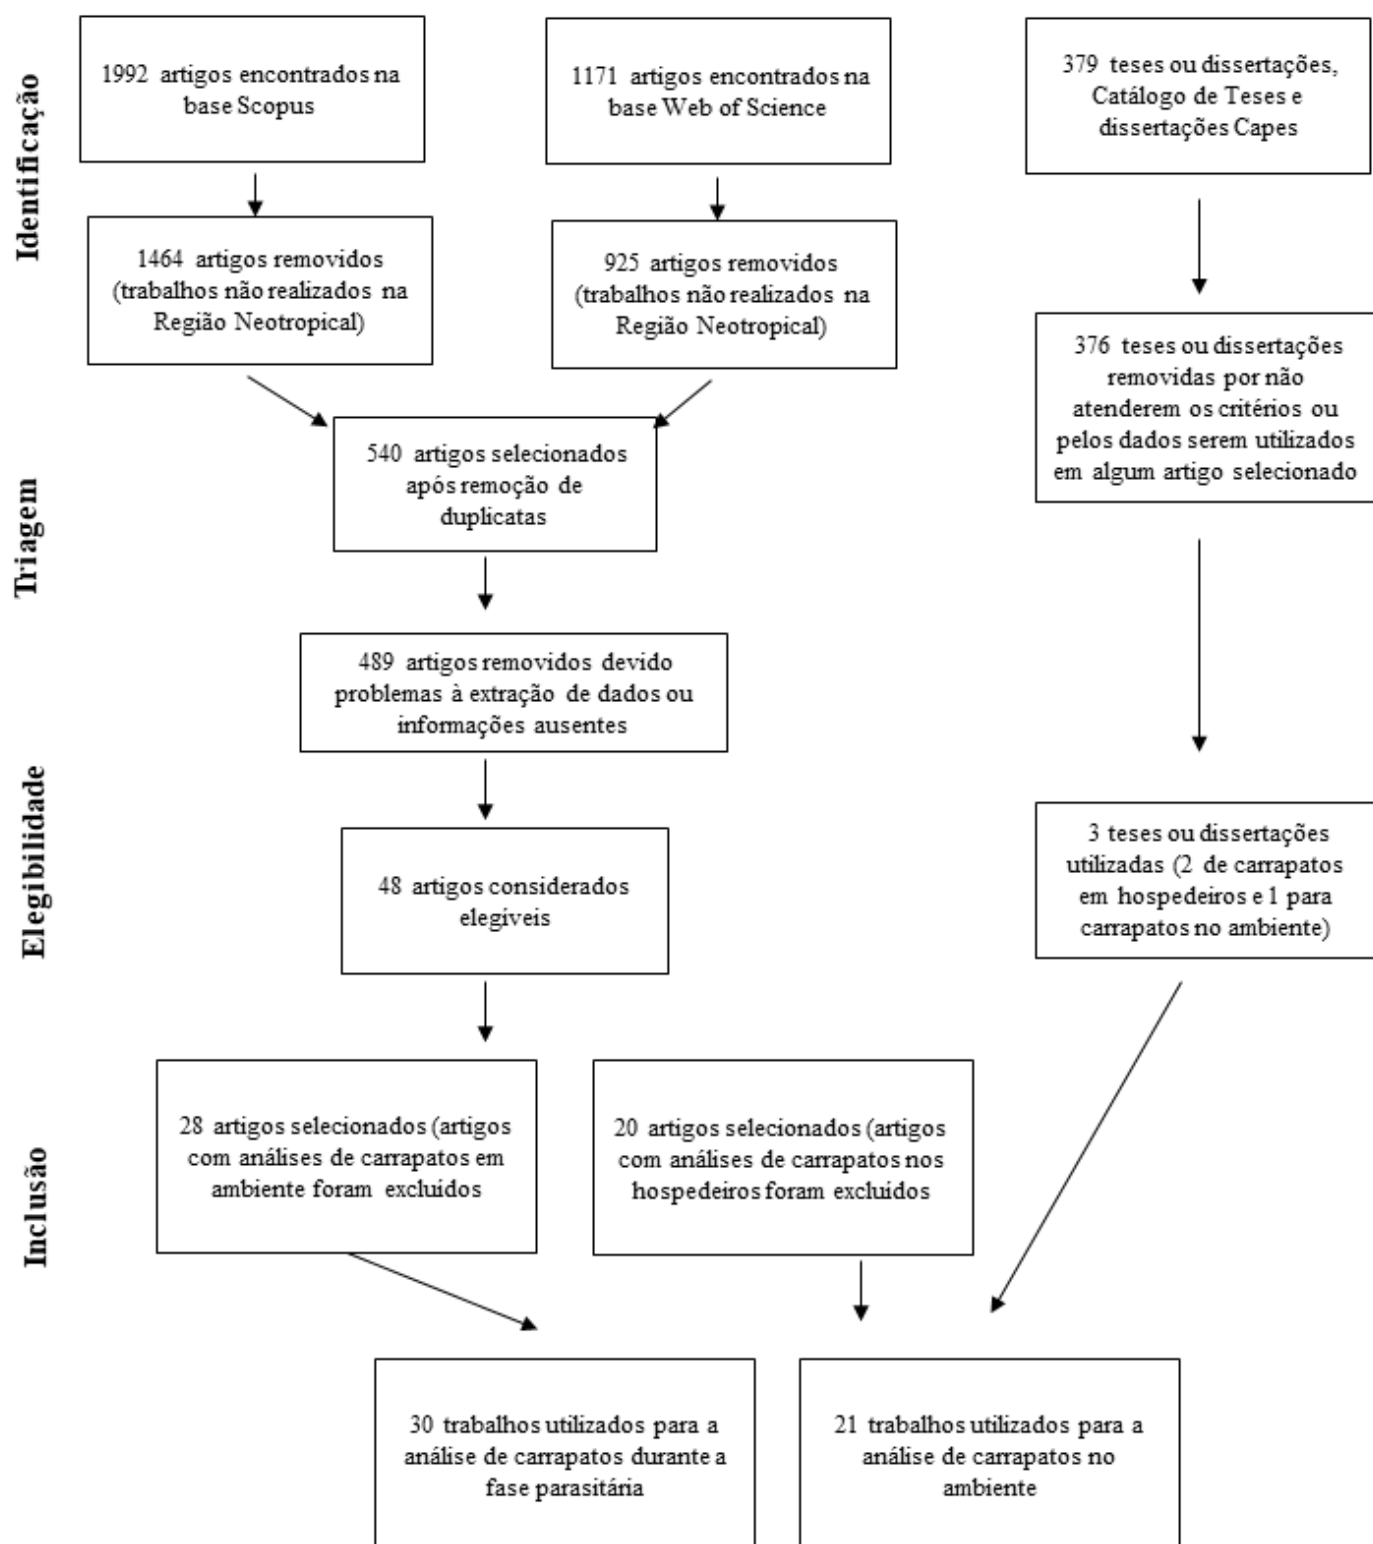 Identificação
1992 artigos encontrados na
base Scopus
1171 artigos encontrados na
base Web of Science
379 teses ou dissertações,
Catálogo de Teses e
dissertações Capes
1464 artigos removidos
(trabalhos não realizados na
Região Neotropical)
925 artigos removidos
(trabalhos não realizados na
Região Neotropical)
376 teses ou dissertações
removidas por não
atenderem os critérios ou
pelos dados serem utilizados
em algum artigo selecionado
Triagem
540 artigos selecionados
após remoção de
duplicatas
489 artigos removidos devido
problemas à extração de dados ou
informações ausentes
Elegibilidade
48 artigos considerados
elegíveis
3 teses ou dissertações
utilizadas (2 de carrapatos
em hospedeiros e 1 para
carrapatos no ambiente)
Inclusão
28 artigos selecionados (artigos
com análises de carrapatos em
ambiente foram excluídos
20 artigos selecionados (artigos
com análises de carrapatos nos
hospedeiros foram excluídos
30 trabalhos utilizados para a
análise de carrapatos durante a
fase parasitária
21 trabalhos utilizados para a
análise de carrapatos no
ambiente